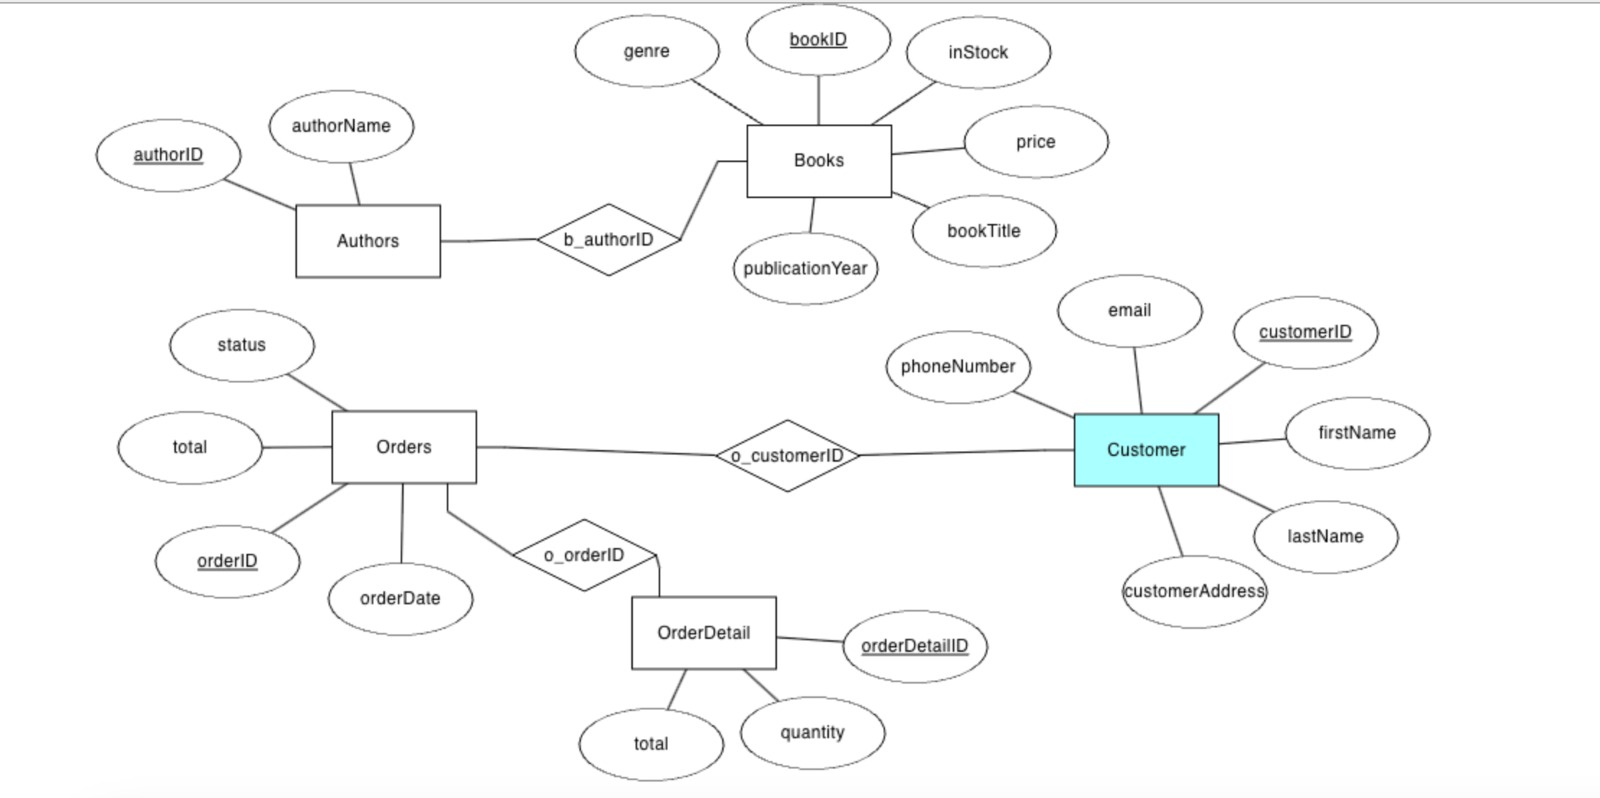 genre
bookID
inStock
authorName
authorID
price
Books
Authors
b_authorID
bookTitle
publicationYear
email
customerID
status
phoneNumber
firstName
total
Orders
o_customerID
Customer
lastName
orderID
o_orderID
orderDate
customerAddress
OrderDetail
orderDetailID
total
quantity